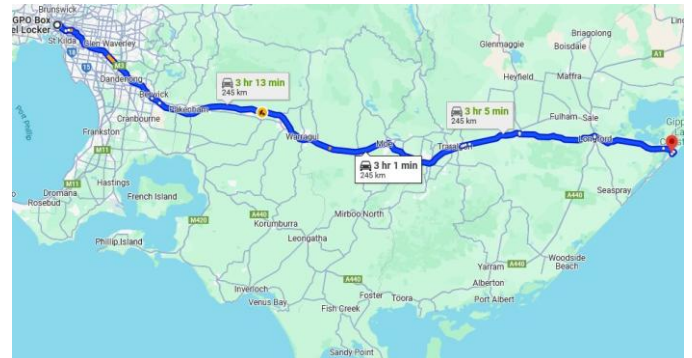 Brunswick
GPO Box
el Locker
St Kilda
Glen Waverley
M3
Dandenong
Port Phillip
Berwick
Pakenham
Cranbourne
Frankston
M11
Hastings
Dromana
Rosebud
M11
French Island
M420
Phillip Island
3 hr 13 min
245 km
Warragul
Moe
3 hr 1 min
245 km
3 hr 5 min
245 km
Traralgon
Glenmaggie
Heyfield
Briagolong
Boisdale
Maffra
A1
Fulham
Sale
Longford
Seaspray
A440
Korumburra
Leongatha
Mirboo North
A440
Inverloch
Venus Bay
A440
Fish Creek
Foster
Toora
Yarram
Alberton
Port Albert
Woodside
Beach
A440
Sandy Point